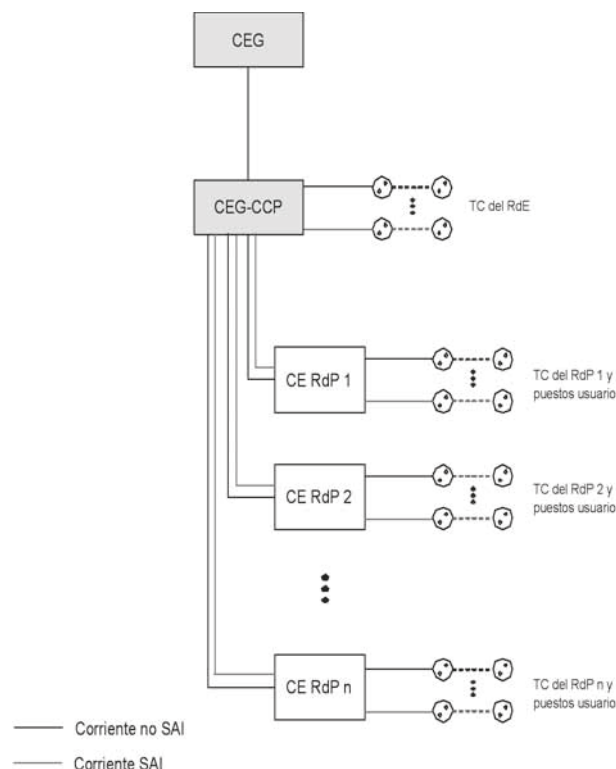 CEG
CEG-CCP
TC del RdE
CE RdP 1
TC del RdP 1 y
puestos usuario
CE RdP 2
TC del RdP 2 y
puestos usuario
CE RdP n
TC del RdP n y
puestos usuario
Corriente no SAI
Corriente SAI